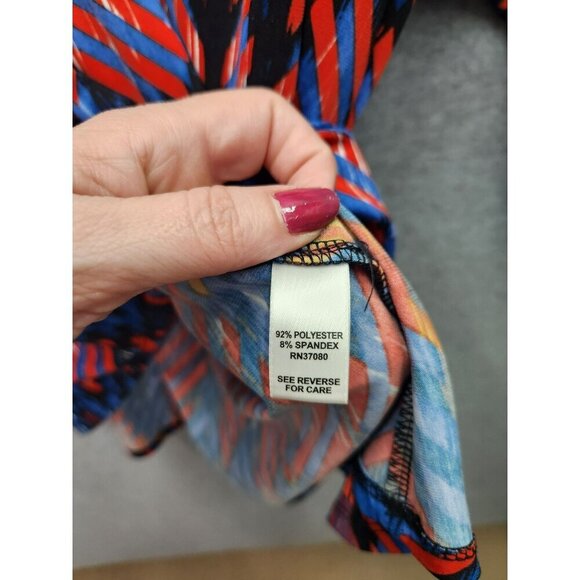 92% POLYESTER
8% SPANDEX
RN37080
SEE REVERSE
FOR CARE